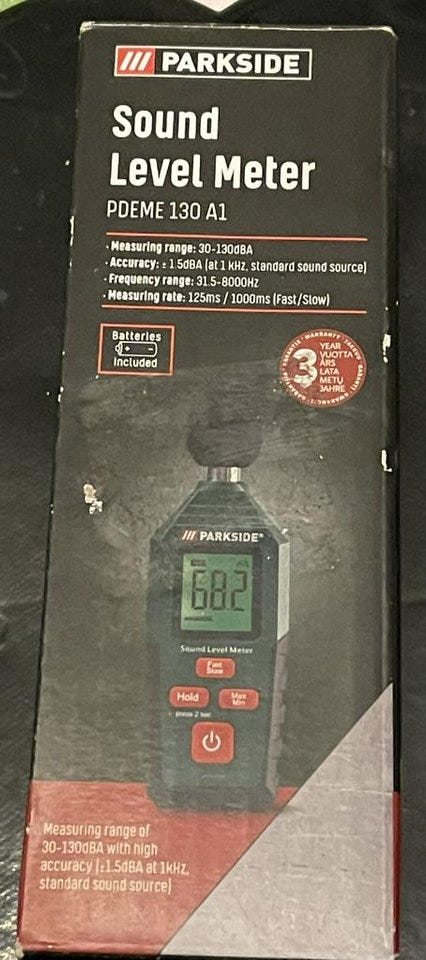 PARKSIDE
Sound
Level Meter
PDEME 130 A1
· Measuring range: 30-130dBA
· Accuracy: ± 1.5dBA (at 1 kHz, standard sound source)
· Frequency range: 31.5-8000Hz
· Measuring rate: 125ms / 1000ms (Fast/Slow)
Batteries
included
3
YEAR
VUOTTA
ÅRS
LATA
METŲ
JAHRE
WARRANTY
PARKSIDE®
68.2
Sound Level Meter
Fast
Slow
Hold
Max
Min
press 2 sec
Measuring range of
30-130dBA with high
accuracy (±1.5dBA at 1kHz,
standard sound source)